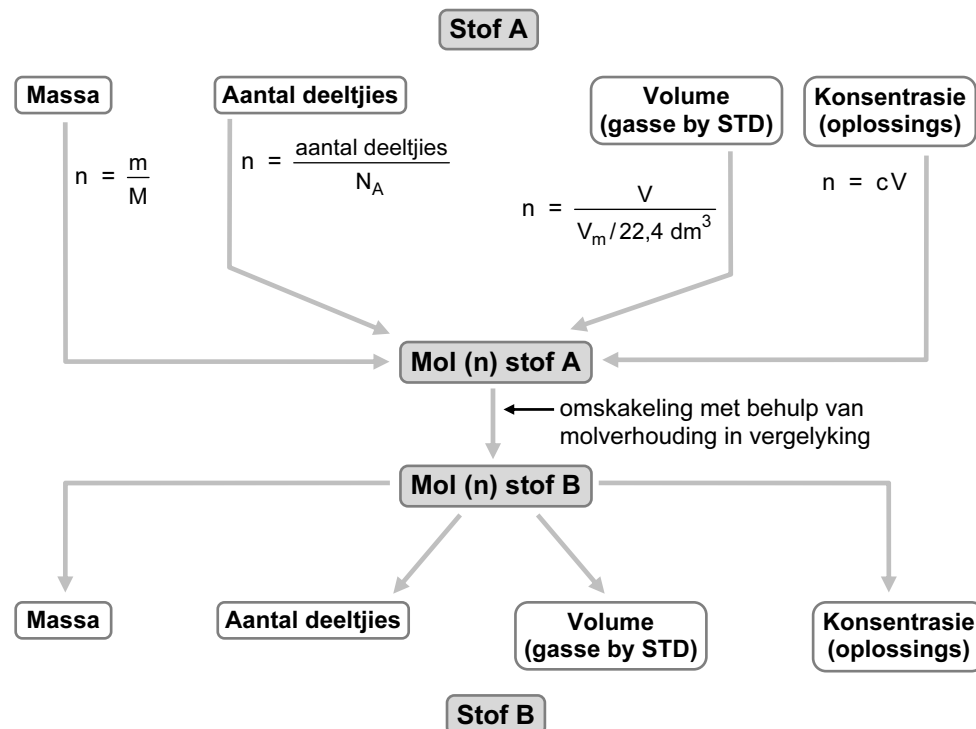 Stof A
Massa
Aantal deeltjies
Volume
(gasse by STD)
Konsentrasie
(oplossings)
n = m/M
n = aantal deeltjies/N_A
n = V/V_m / 22,4 dm³
n = cV
Mol (n) stof A
omskakeling met behulp van
molverhouding in vergelyking
Mol (n) stof B
Massa
Aantal deeltjies
Volume
(gasse by STD)
Konsentrasie
(oplossings)
Stof B